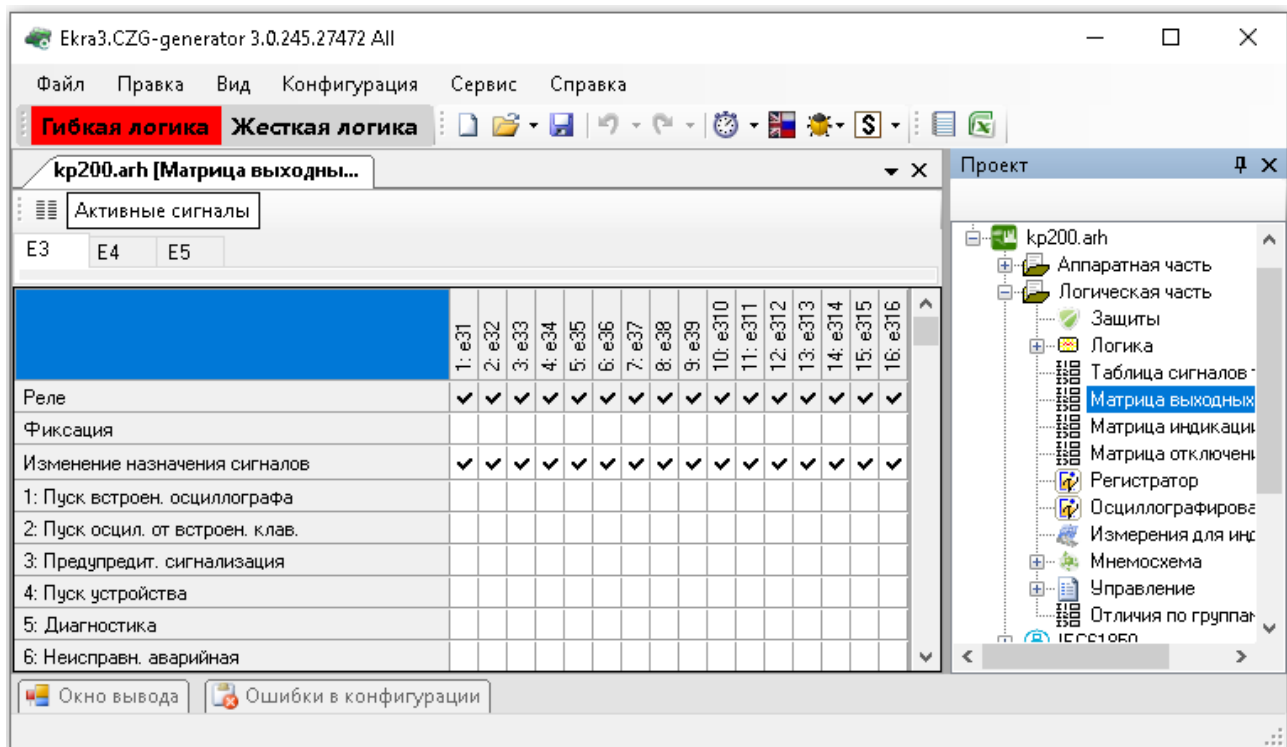 Ekra3.CZG-generator 3.0.245.27472 All
Файл Правка Вид Конфигурация Сервис Справка
Гибкая логика Жесткая логика
kp200.arh [Матрица выходны...
Активные сигналы
E3 E4 E5
1: e31 2: e32 3: e33 4: e34 5: e35 6: e36 7: e37 8: e38 9: e39 10: e310 11: e311 12: e312 13: e313 14: e314 15: e315 16: e316
Реле
Фиксация
Изменение назначения сигналов
1: Пуск встроен. осциллографа
2: Пуск осцил. от встроен. клав.
3: Предупредит. сигнализация
4: Пуск устройства
5: Диагностика
6: Неисправн. аварийная
Проект
kp200.arh
Аппаратная часть
Логическая часть
Защиты
Логика
Таблица сигналов
Матрица выходных
Матрица индикации
Матрица отключени
Регистратор
Осциллографирова
Измерения для инд
Мнемосхема
Управление
Отличия по группам
IEC61850
Окно вывода Ошибки в конфигурации